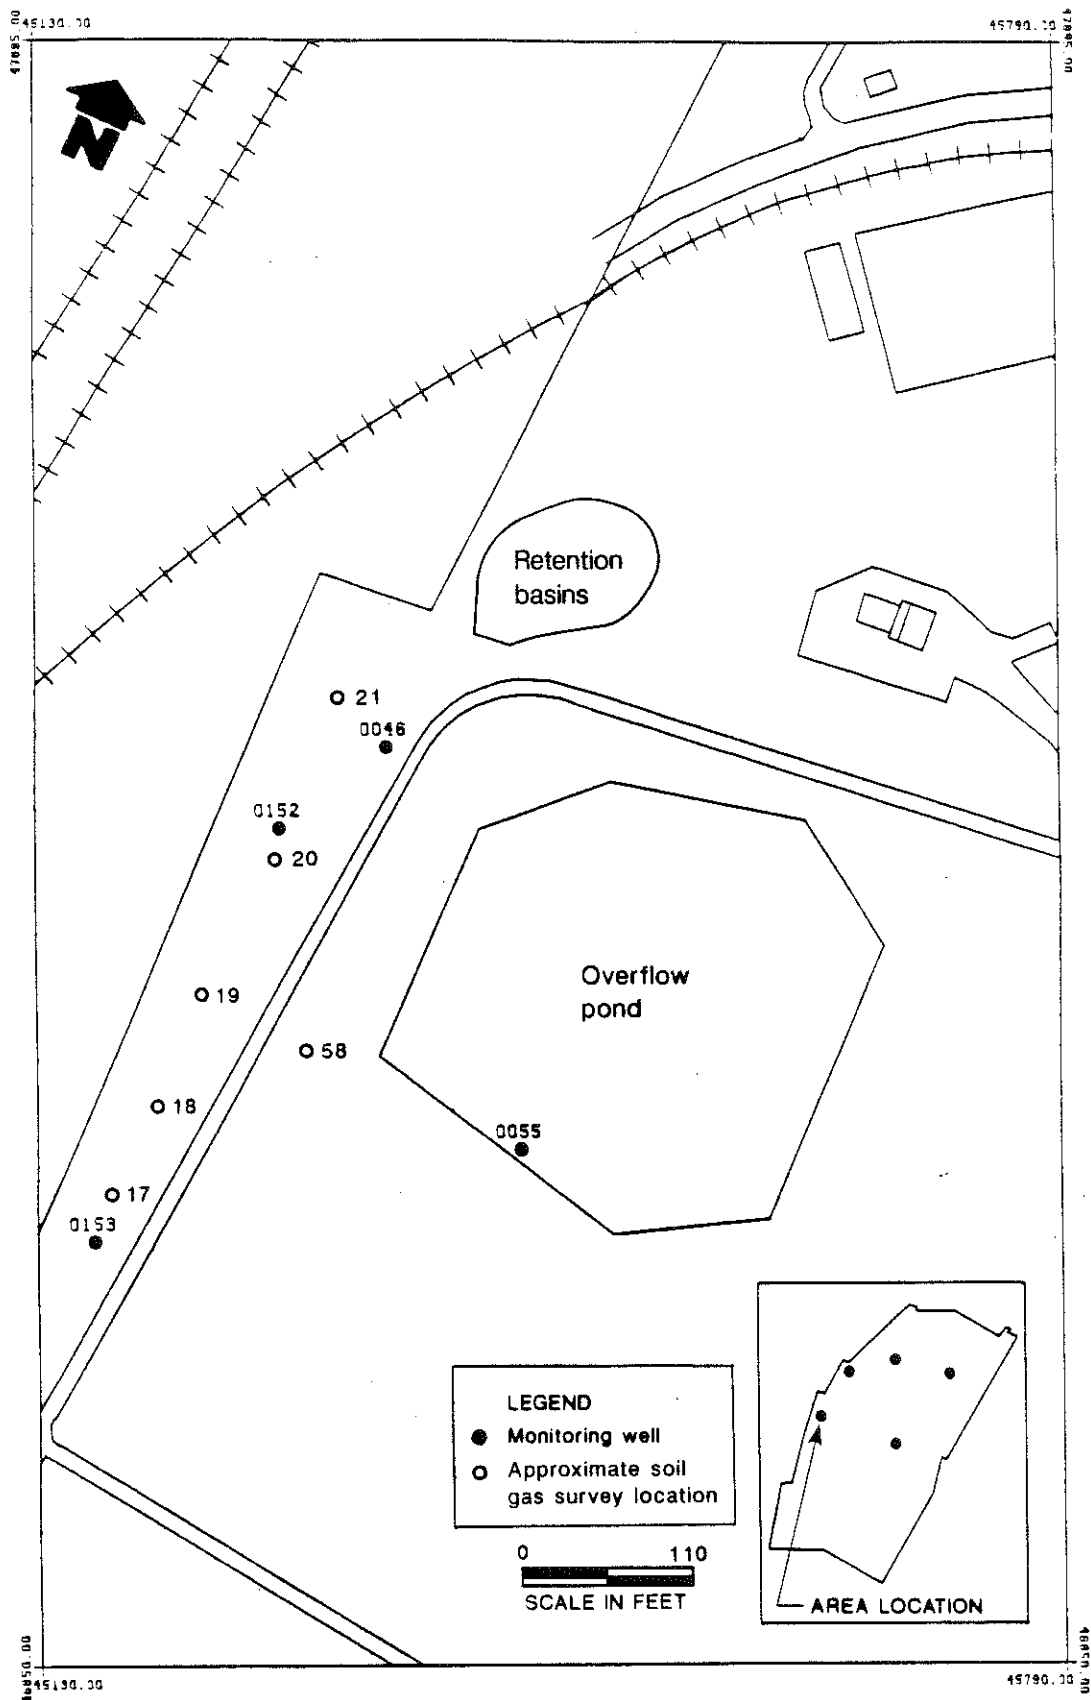 45130.00
45790.00
47885.00
47885.00
N
Retention
basins
21
0046
0152
20
Overflow
pond
19
58
18
0055
17
0153
LEGEND
Monitoring well
Approximate soil
gas survey location
0 110
SCALE IN FEET
AREA LOCATION
45130.00
45790.00